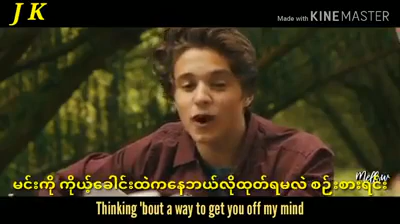 J K
Made with KINEMASTER
Mellow
မင်းကို ကိုယ့်ခေါင်းထဲကနေဘယ်လိုထုတ်ရမလဲ စဉ်းစားရင်း
Thinking 'bout a way to get you off my mind